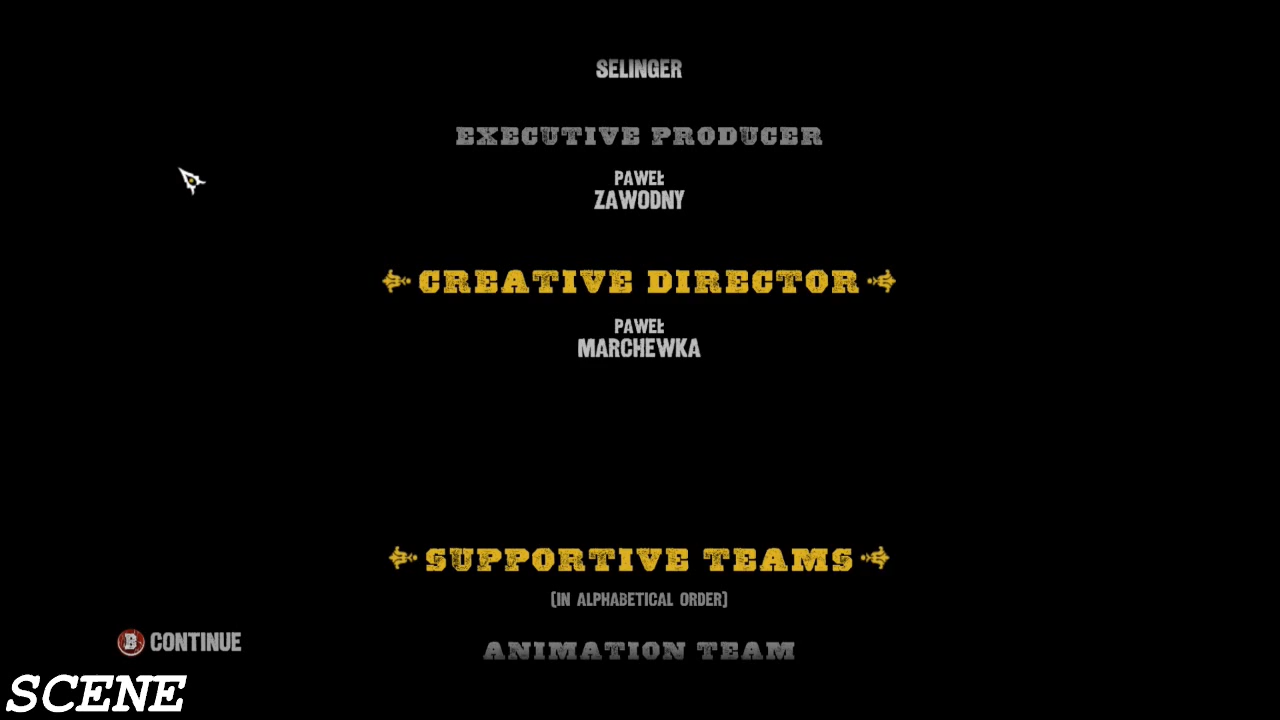 SELINGER
EXECUTIVE PRODUCER
PAWEŁ
ZAWODNY
CREATIVE DIRECTOR
PAWEŁ
MARCHEWKA
SUPPORTIVE TEAMS
(IN ALPHABETICAL ORDER)
ANIMATION TEAM
B CONTINUE
SCENE